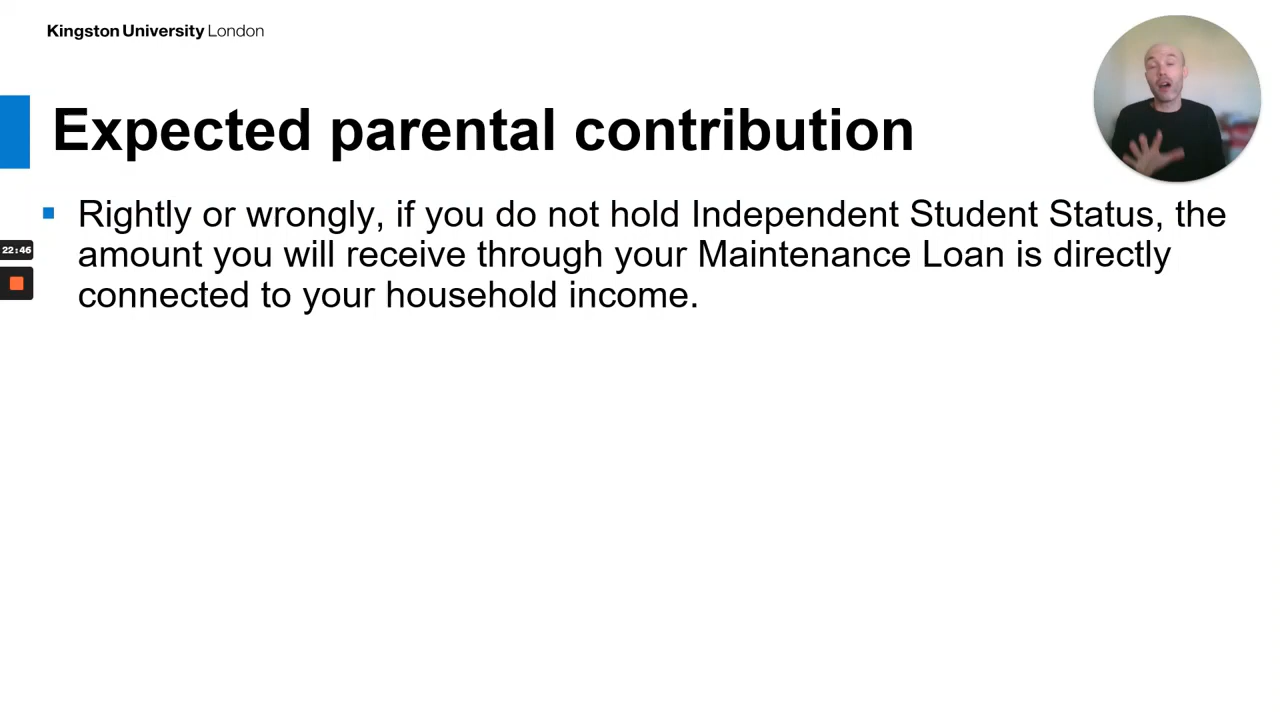 Kingston University London
Expected parental contribution
Rightly or wrongly, if you do not hold Independent Student Status, the
amount you will receive through your Maintenance Loan is directly
connected to your household income.
22:46